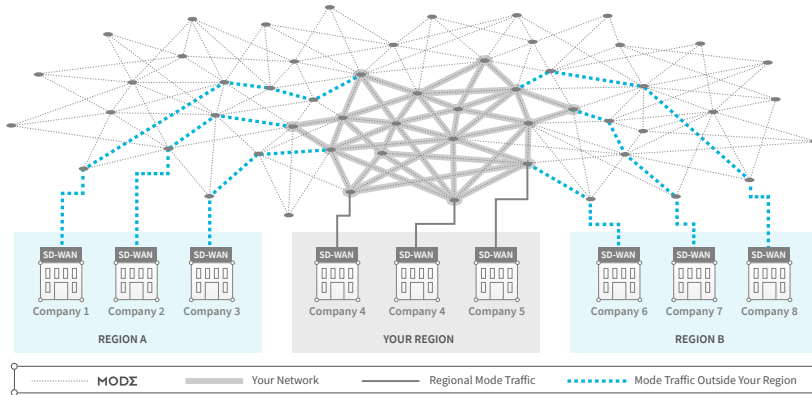 SD-WAN SD-WAN SD-WAN SD-WAN SD-WAN SD-WAN SD-WAN SD-WAN SD-WAN
Company 1 Company 2 Company 3 Company 4 Company 4 Company 5 Company 6 Company 7 Company 8
REGION A YOUR REGION REGION B
MODE Your Network Regional Mode Traffic Mode Traffic Outside Your Region